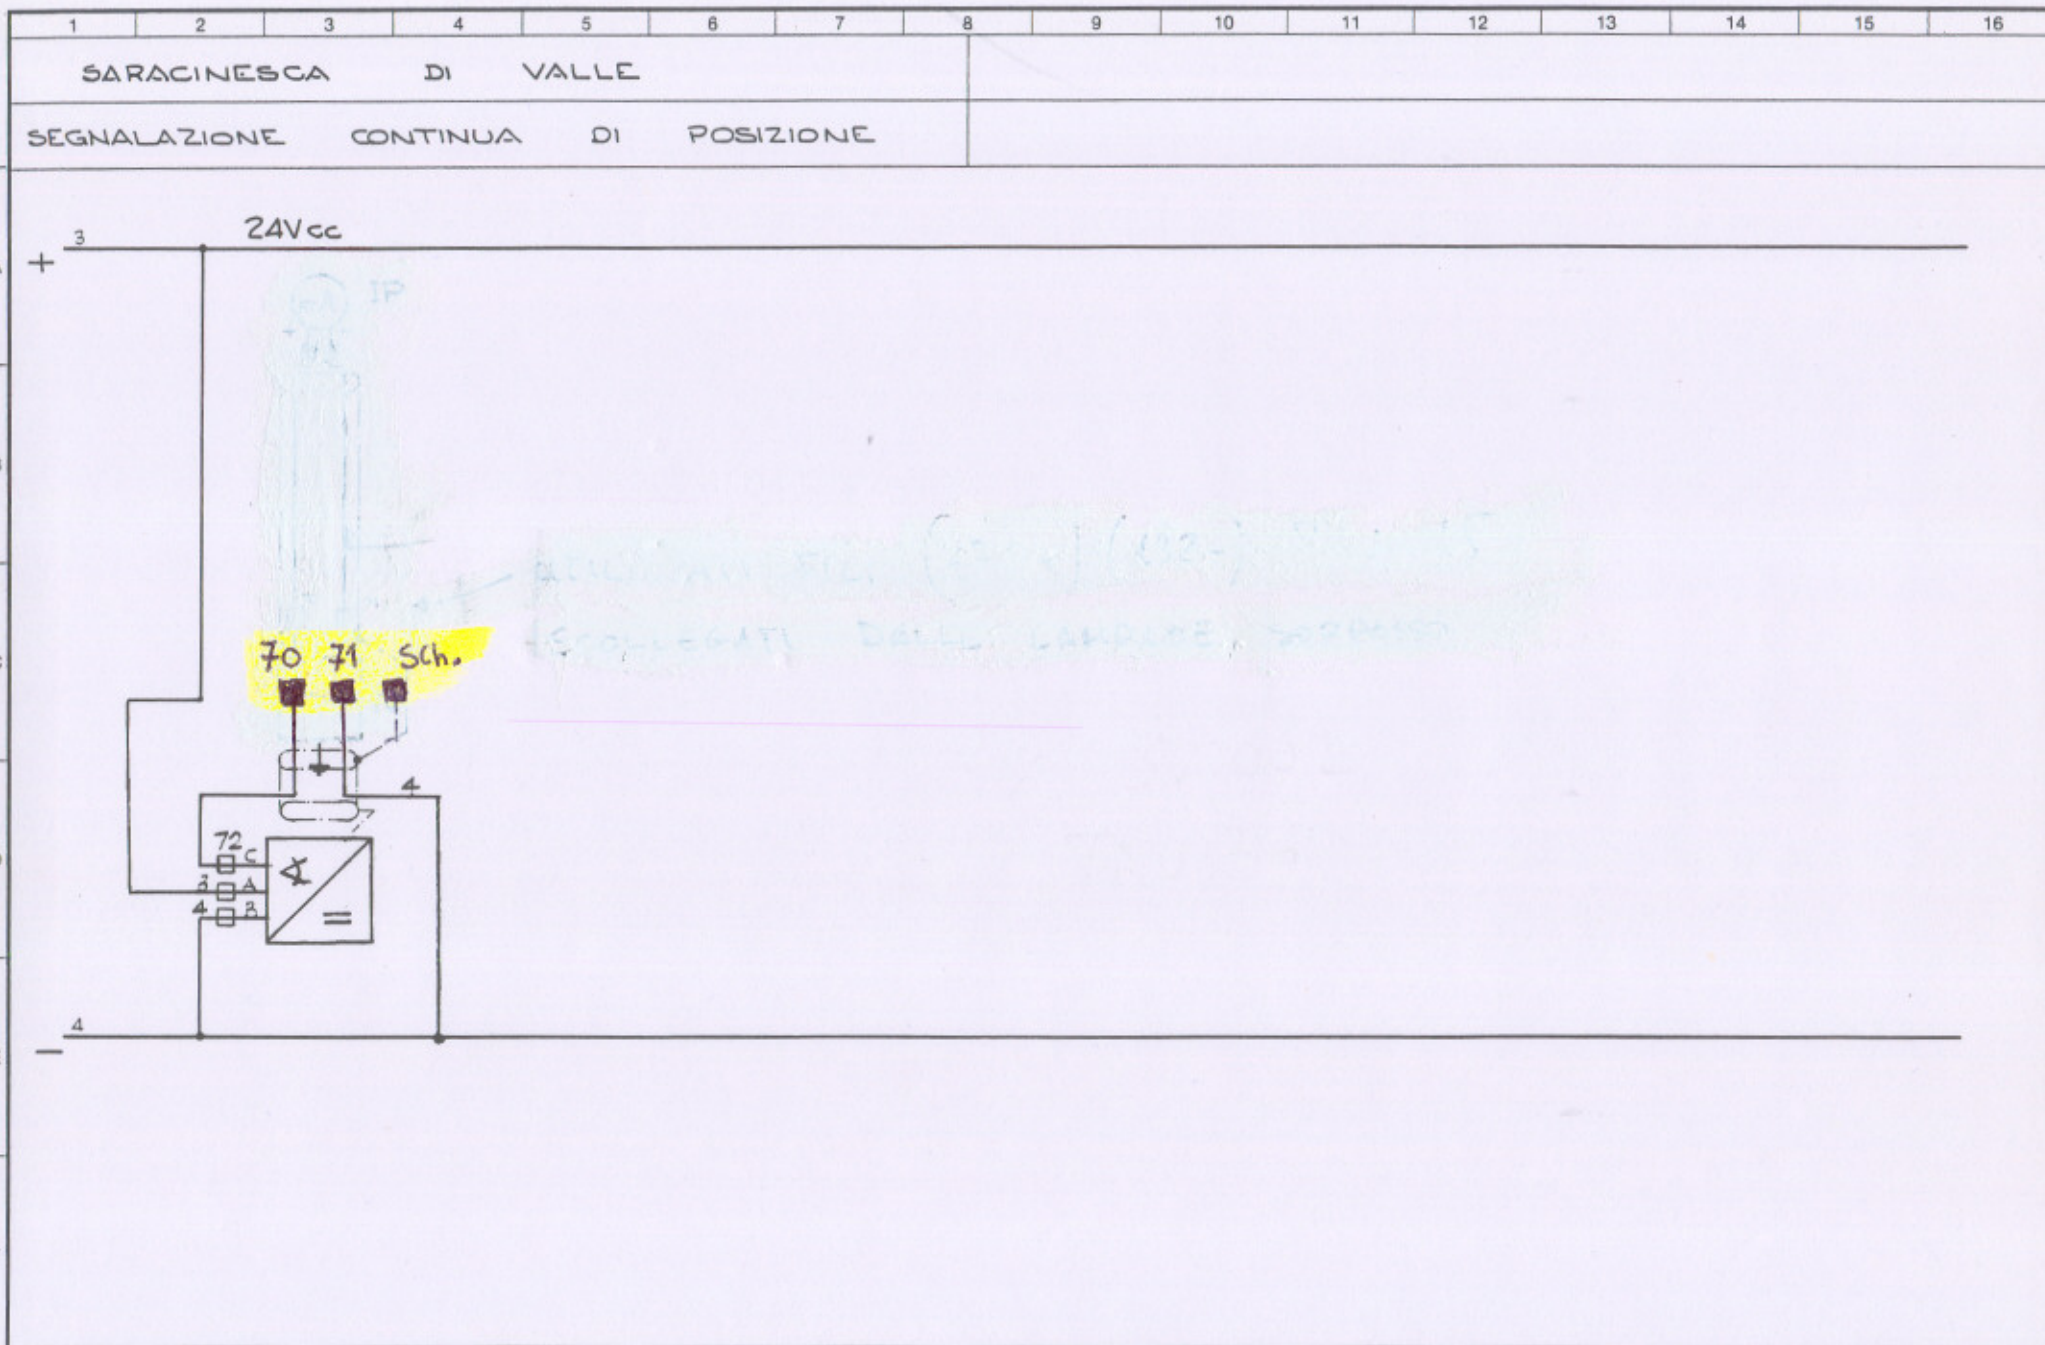 1 2 3 4 5 6 7 8 9 10 11 12 13 14 15 16
SARACINESCA DI VALLE
SEGNALAZIONE CONTINUA DI POSIZIONE
3 24Vcc
+
IP
70 71 Sch.
4
72 C
3 A
4 B
=
4
−